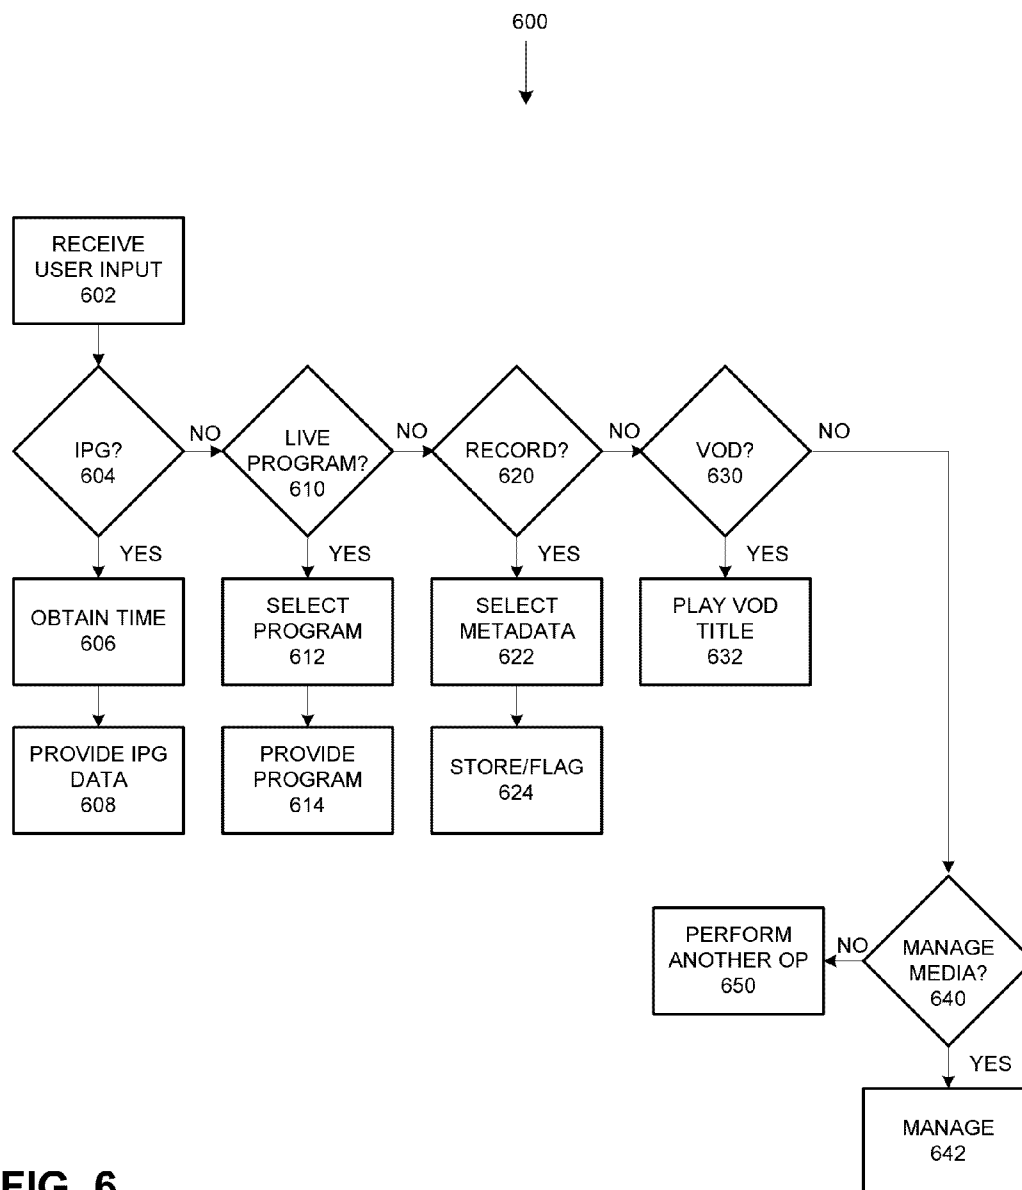 600
RECEIVE
USER INPUT
602
IPG?
604
NO
LIVE
PROGRAM?
610
NO
RECORD?
620
NO
VOD?
630
NO
YES
YES
YES
YES
OBTAIN TIME
606
SELECT
PROGRAM
612
SELECT
METADATA
622
PLAY VOD
TITLE
632
PROVIDE IPG
DATA
608
PROVIDE
PROGRAM
614
STORE/FLAG
624
PERFORM
ANOTHER OP
650
NO
MANAGE
MEDIA?
640
YES
MANAGE
642
FIG. 6